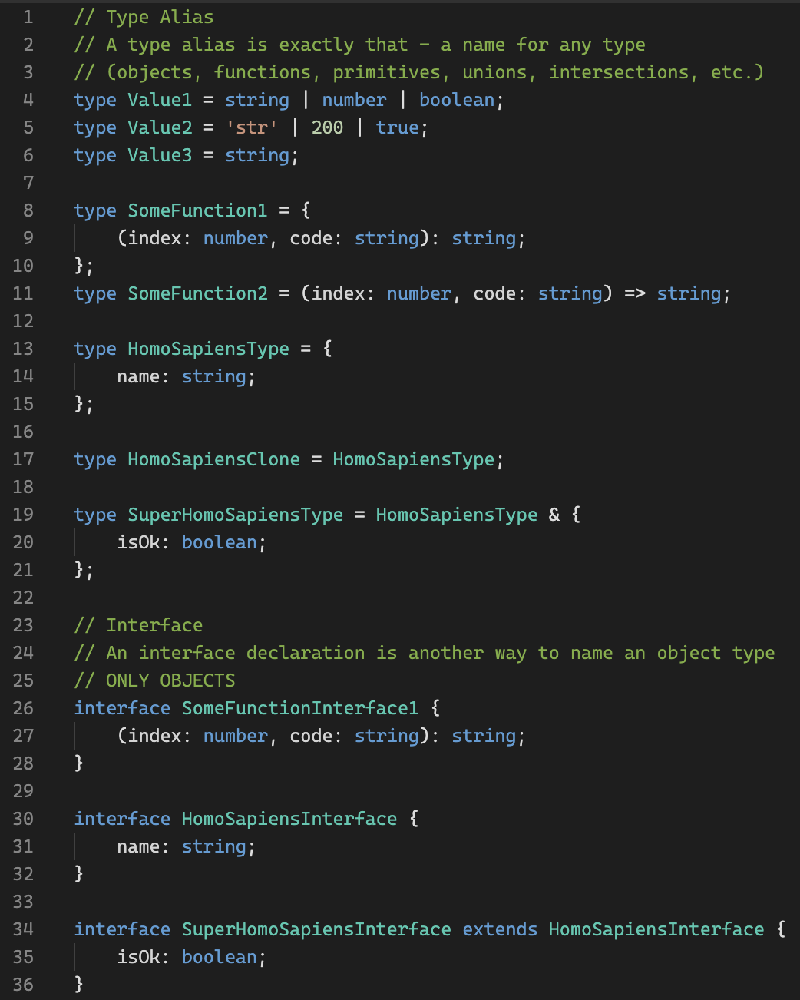 1 // Type Alias
2 // A type alias is exactly that – a name for any type
3 // (objects, functions, primitives, unions, intersections, etc.)
4 type Value1 = string | number | boolean;
5 type Value2 = 'str' | 200 | true;
6 type Value3 = string;
7
8 type SomeFunction1 = {
9     (index: number, code: string): string;
10 };
11 type SomeFunction2 = (index: number, code: string) => string;
12
13 type HomoSapiensType = {
14     name: string;
15 };
16
17 type HomoSapiensClone = HomoSapiensType;
18
19 type SuperHomoSapiensType = HomoSapiensType & {
20     isOk: boolean;
21 };
22
23 // Interface
24 // An interface declaration is another way to name an object type
25 // ONLY OBJECTS
26 interface SomeFunctionInterface1 {
27     (index: number, code: string): string;
28 }
29
30 interface HomoSapiensInterface {
31     name: string;
32 }
33
34 interface SuperHomoSapiensInterface extends HomoSapiensInterface {
35     isOk: boolean;
36 }